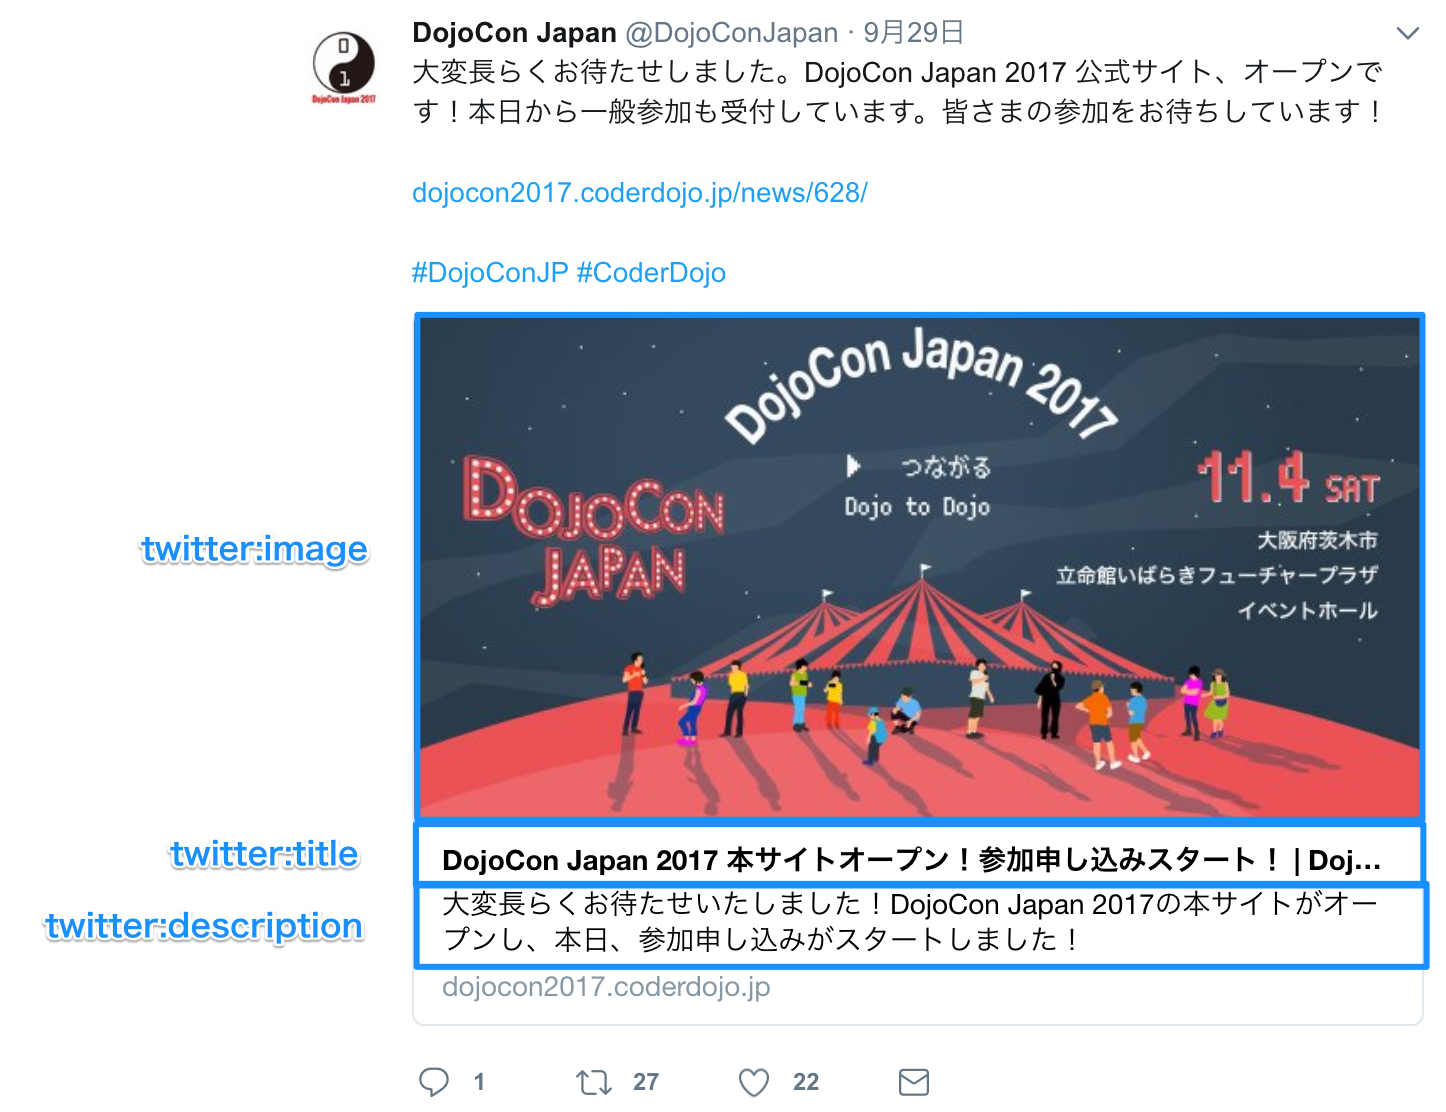 DojoCon Japan @DojoConJapan · 9月29日
0
1
DojoCon Japan 2017
大変長らくお待たせしました。DojoCon Japan 2017 公式サイト、オープンで
す！本日から一般参加も受付しています。皆さまの参加をお待ちしています！
dojocon2017.coderdojo.jp/news/628/
#DojoConJP #CoderDojo
twitter:image
DojoCon Japan 2017
つながる
Dojo to Dojo
DOJOCON
JAPAN
11.4 SAT
大阪府茨木市
立命館いばらきフューチャープラザ
イベントホール
twitter:title
DojoCon Japan 2017 本サイトオープン！参加申し込みスタート！ | Doj...
twitter:description
大変長らくお待たせいたしました！DojoCon Japan 2017の本サイトがオー
プンし、本日、参加申し込みがスタートしました！
dojocon2017.coderdojo.jp
1 27 22